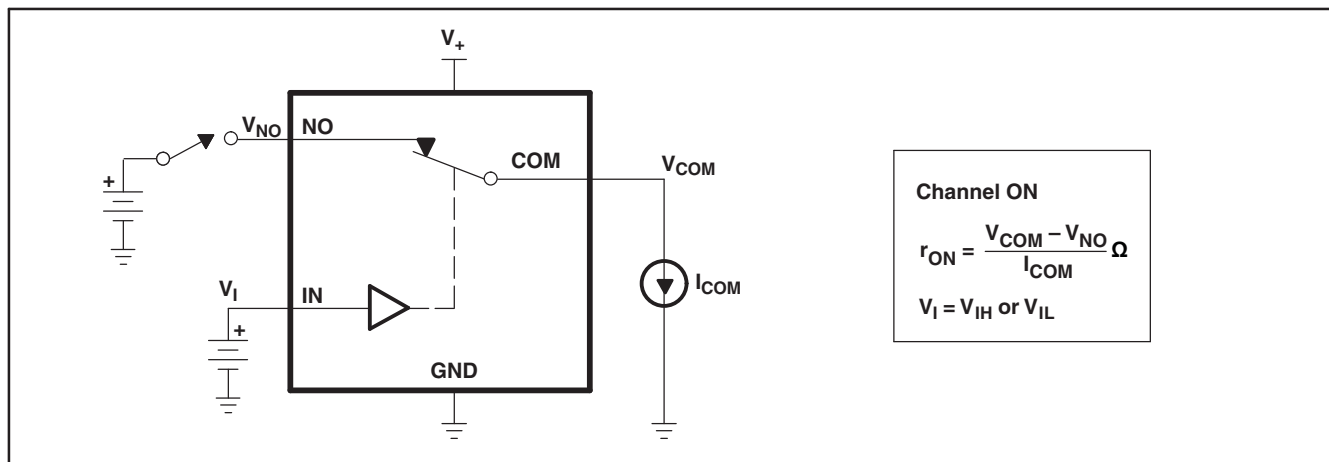 V+
VNO NO
COM
VCOM
+
VI IN
+
ICOM
GND
Channel ON
rON = VCOM – VNO / ICOM Ω
VI = VIH or VIL